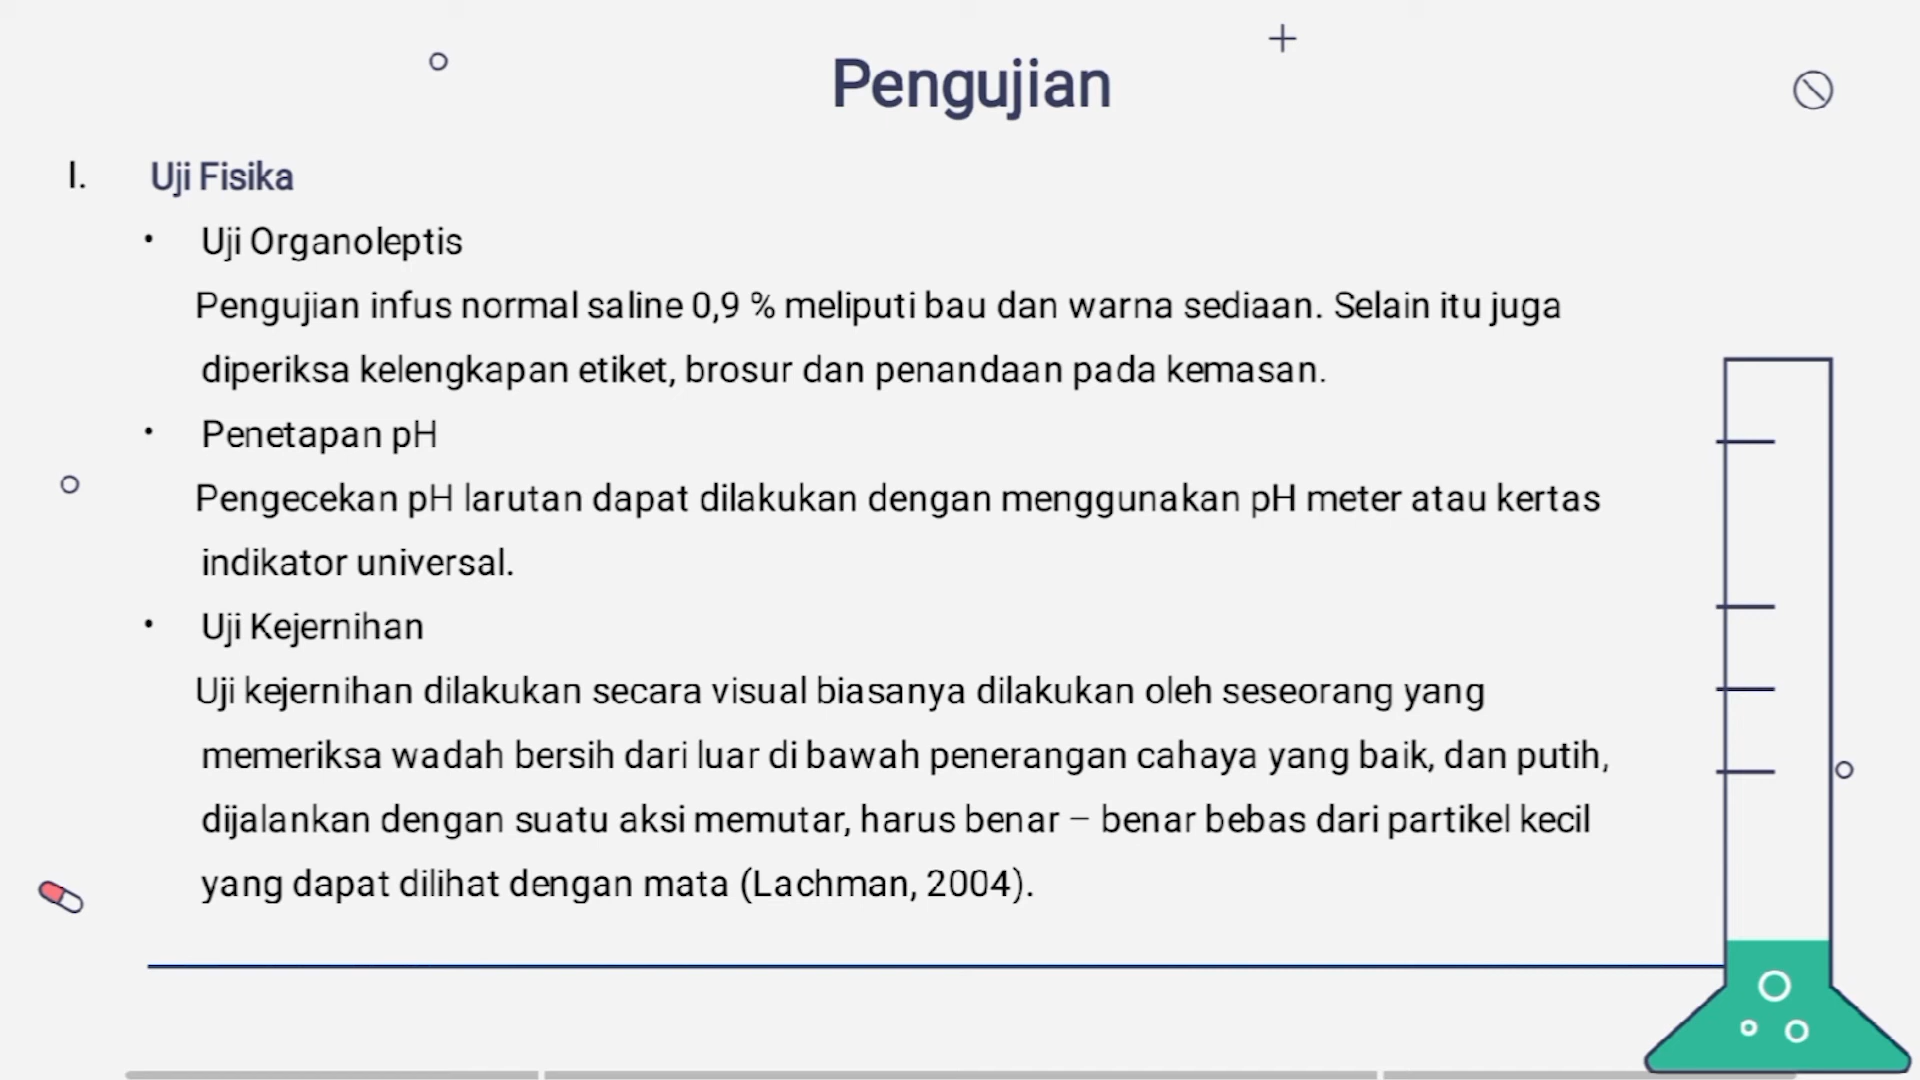 Pengujian
I. Uji Fisika
• Uji Organoleptis
Pengujian infus normal saline 0,9 % meliputi bau dan warna sediaan. Selain itu juga
diperiksa kelengkapan etiket, brosur dan penandaan pada kemasan.
• Penetapan pH
Pengecekan pH larutan dapat dilakukan dengan menggunakan pH meter atau kertas
indikator universal.
• Uji Kejernihan
Uji kejernihan dilakukan secara visual biasanya dilakukan oleh seseorang yang
memeriksa wadah bersih dari luar di bawah penerangan cahaya yang baik, dan putih,
dijalankan dengan suatu aksi memutar, harus benar – benar bebas dari partikel kecil
yang dapat dilihat dengan mata (Lachman, 2004).